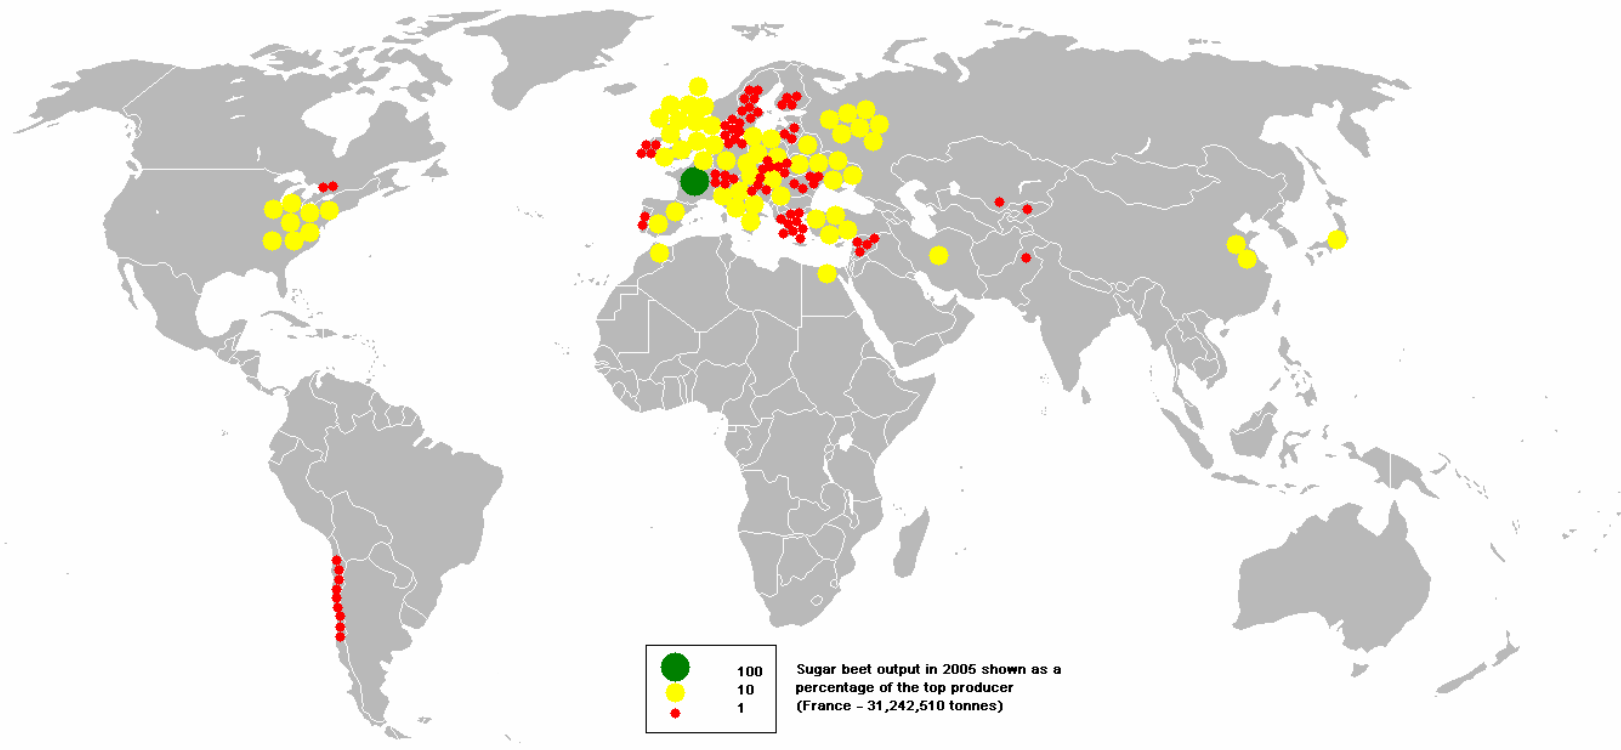 100
10
1
Sugar beet output in 2005 shown as a
percentage of the top producer
(France - 31,242,510 tonnes)